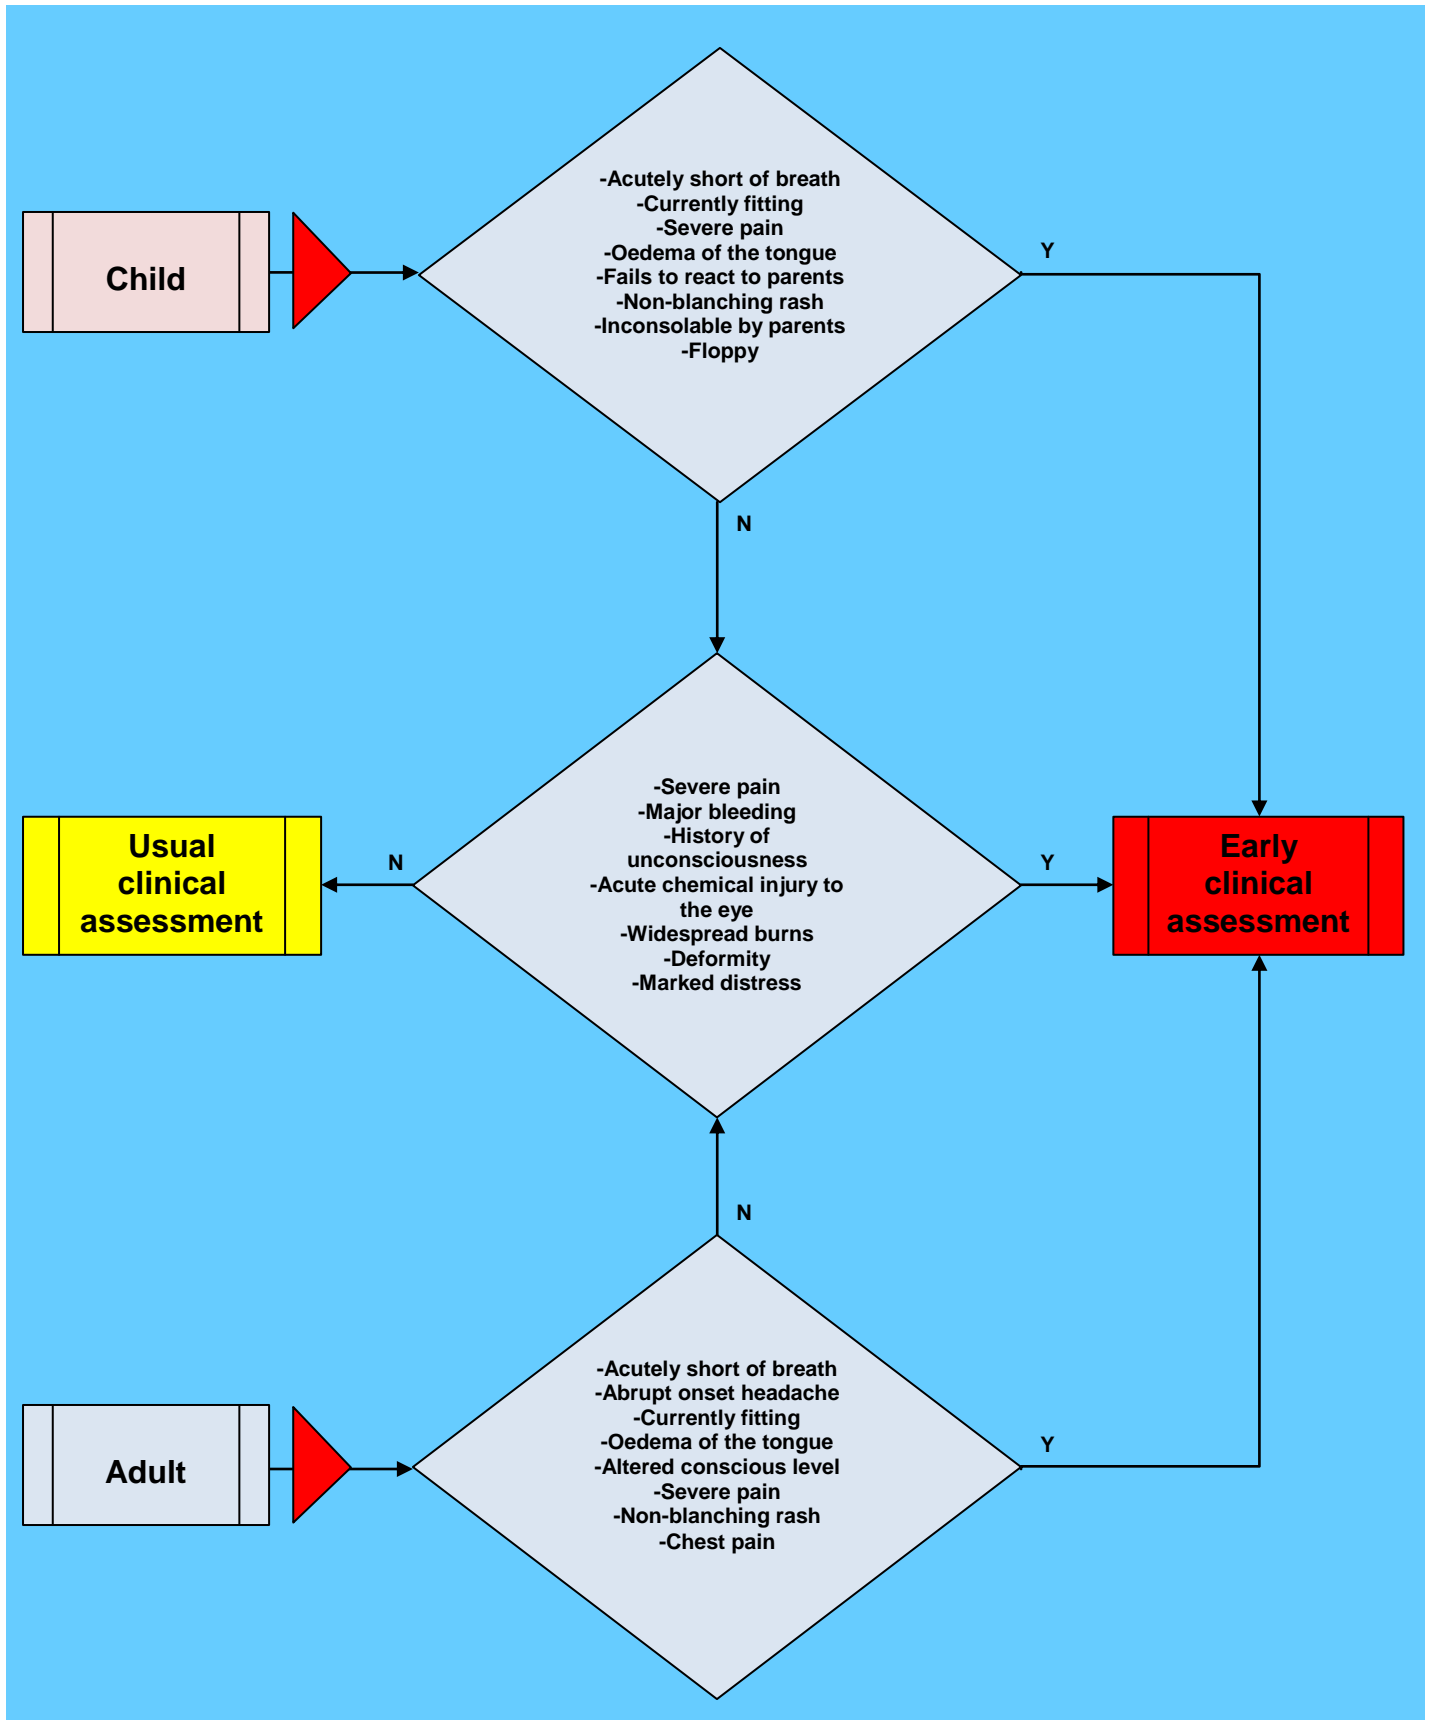 -Acutely short of breath
-Currently fitting
-Severe pain
-Oedema of the tongue
-Fails to react to parents
-Non-blanching rash
-Inconsolable by parents
-Floppy
Child
Y
N
-Severe pain
-Major bleeding
-History of
unconsciousness
-Acute chemical injury to
the eye
-Widespread burns
-Deformity
-Marked distress
Usual
clinical
assessment
N
Y
Early
clinical
assessment
N
-Acutely short of breath
-Abrupt onset headache
-Currently fitting
-Oedema of the tongue
-Altered conscious level
-Severe pain
-Non-blanching rash
-Chest pain
Adult
Y